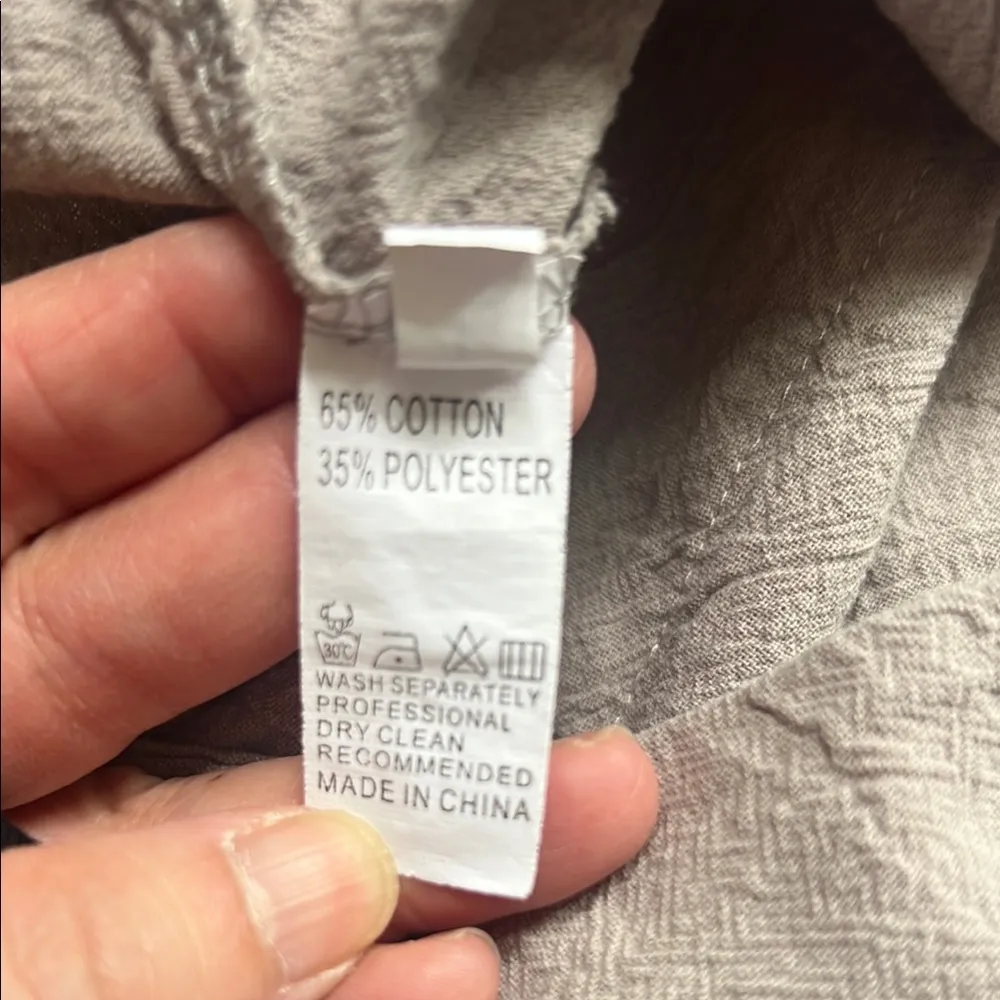 65% COTTON
35% POLYESTER
30℃
WASH SEPARATELY
PROFESSIONAL
DRY CLEAN
RECOMMENDED
MADE IN CHINA